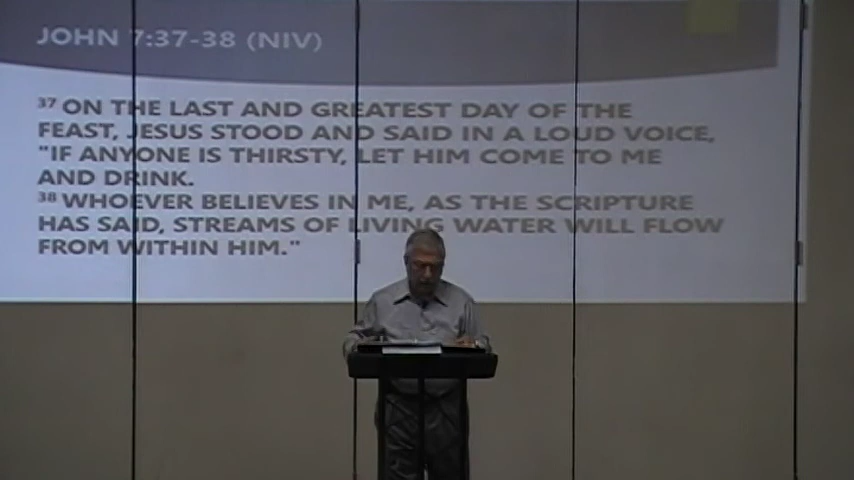 JOHN 7:37-38 (NIV)
37 ON THE LAST AND GREATEST DAY OF THE
FEAST, JESUS STOOD AND SAID IN A LOUD VOICE,
"IF ANYONE IS THIRSTY, LET HIM COME TO ME
AND DRINK.
38 WHOEVER BELIEVES IN ME, AS THE SCRIPTURE
HAS SAID, STREAMS OF LIVING WATER WILL FLOW
FROM WITHIN HIM."